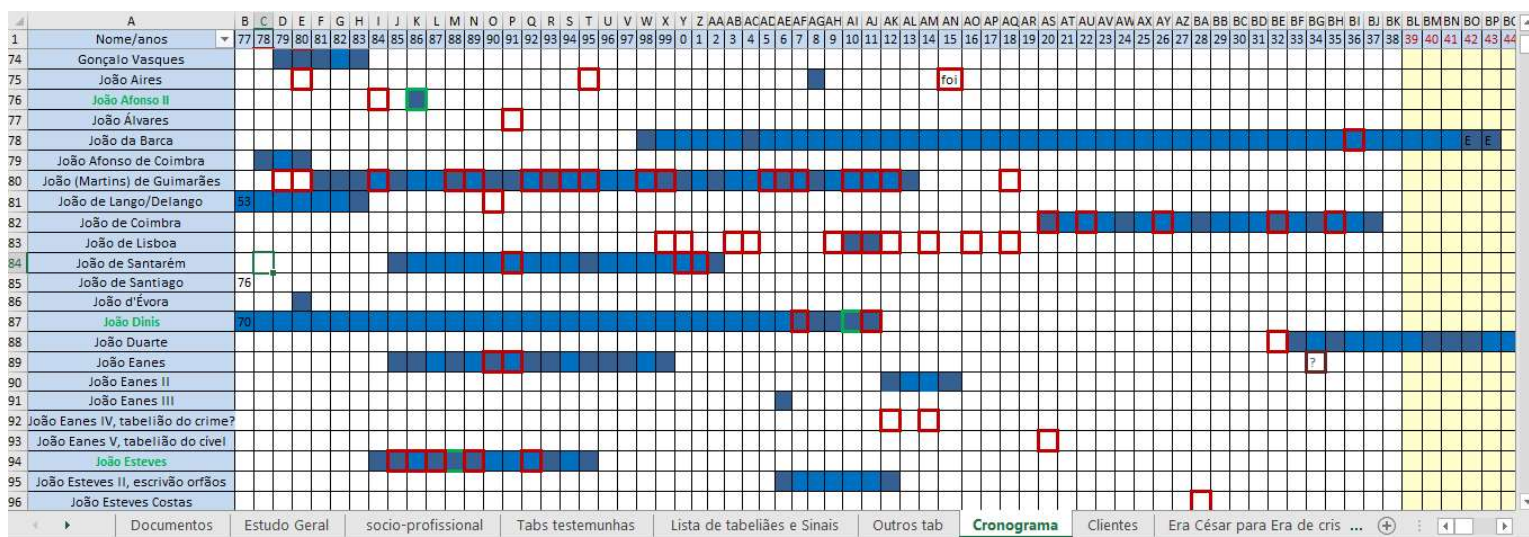 A B C D E F G H I J K L M N O P Q R S T U V W X Y Z AA AB AC AD AE AF AG AH AI AJ AK AL AM AN AO AP AQ AR AS AT AU AV AW AX AY AZ BA BB BC BD BE BF BG BH BI BJ BK BL BM BN BO BP BQ
1 Nome/anos 77 78 79 80 81 82 83 84 85 86 87 88 89 90 91 92 93 94 95 96 97 98 99 0 1 2 3 4 5 6 7 8 9 10 11 12 13 14 15 16 17 18 19 20 21 22 23 24 25 26 27 28 29 30 31 32 33 34 35 36 37 38 39 40 41 42 43 44
74 Gonçalo Vasques
75 João Aires foi
76 João Afonso II
77 João Álvares
78 João da Barca E E
79 João Afonso de Coimbra
80 João (Martins) de Guimarães
81 João de Lango/Delango 53
82 João de Coimbra
83 João de Lisboa
84 João de Santarém
85 João de Santiago 76
86 João d'Évora
87 João Dinis 70
88 João Duarte
89 João Eanes ?
90 João Eanes II
91 João Eanes III
92 João Eanes IV, tabelião do crime?
93 João Eanes V, tabelião do cível
94 João Esteves
95 João Esteves II, escrivão orfãos
96 João Esteves Costas
Documentos Estudo Geral socio-profissional Tabs testemunhas Lista de tabeliães e Sinais Outros tab Cronograma Clientes Era César para Era de cris ...